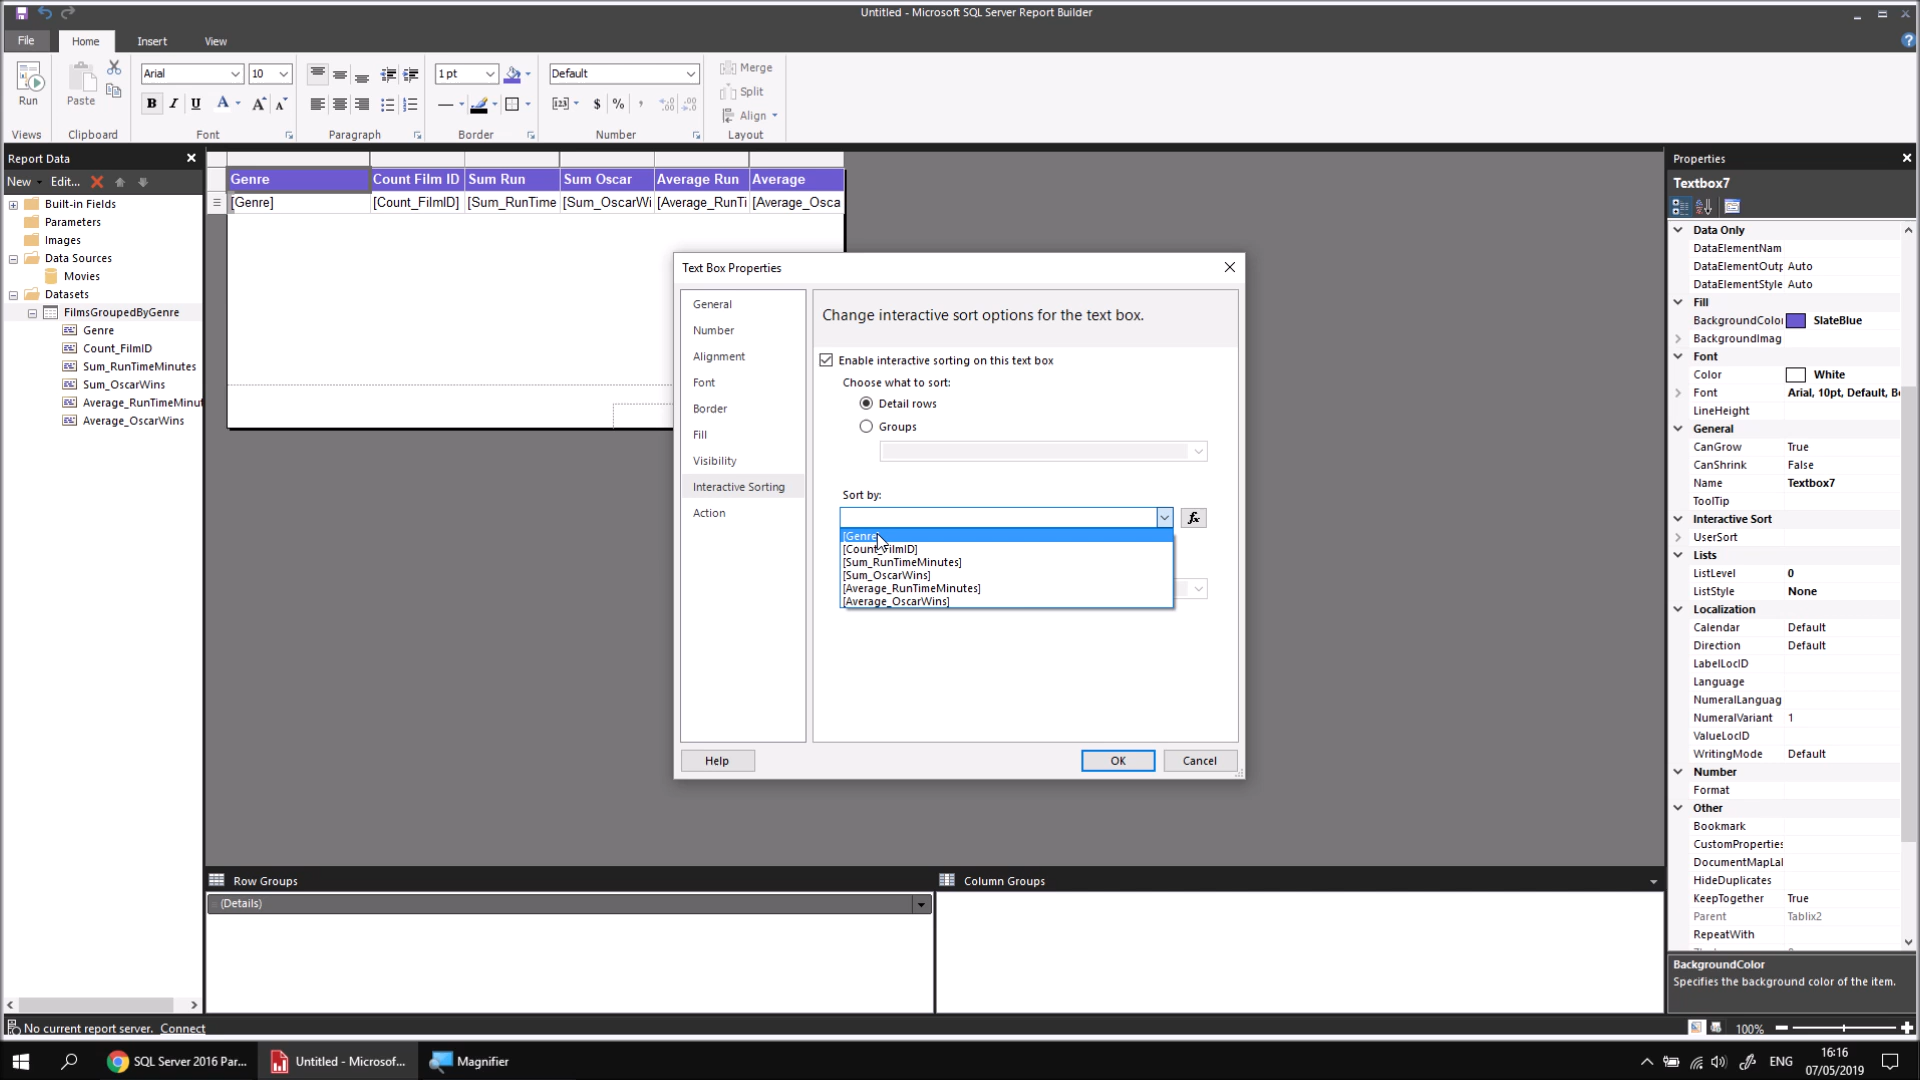 Untitled - Microsoft SQL Server Report Builder
File
Home
Insert
View
Run
Paste
Arial
10
B I U A A A
1 pt
Default
[123] $ % ,
Merge
Split
Align
Views
Clipboard
Font
Paragraph
Border
Number
Layout
Report Data
New Edit...
Built-in Fields
Parameters
Images
Data Sources
Movies
Datasets
FilmsGroupedByGenre
Genre
Count_FilmID
Sum_RunTimeMinutes
Sum_OscarWins
Average_RunTimeMinut
Average_OscarWins
Genre Count Film ID Sum Run Sum Oscar Average Run Average
[Genre] [Count_FilmID] [Sum_RunTime [Sum_OscarWi [Average_RunTi [Average_Osca
Text Box Properties
General
Number
Alignment
Font
Border
Fill
Visibility
Interactive Sorting
Action
Change interactive sort options for the text box.
Enable interactive sorting on this text box
Choose what to sort:
Detail rows
Groups
Sort by:
fx
[Genre]
[Count_FilmID]
[Sum_RunTimeMinutes]
[Sum_OscarWins]
[Average_RunTimeMinutes]
[Average_OscarWins]
Help
OK
Cancel
Properties
Textbox7
Data Only
DataElementNam
DataElementOutp Auto
DataElementStyle Auto
Fill
BackgroundColor SlateBlue
BackgroundImag
Font
Color White
Font Arial, 10pt, Default, Bo
LineHeight
General
CanGrow True
CanShrink False
Name Textbox7
ToolTip
Interactive Sort
UserSort
Lists
ListLevel 0
ListStyle None
Localization
Calendar Default
Direction Default
LabelLocID
Language
NumeralLanguag
NumeralVariant 1
ValueLocID
WritingMode Default
Number
Format
Other
Bookmark
CustomProperties
DocumentMapLal
HideDuplicates
KeepTogether True
Parent Tablix2
RepeatWith
BackgroundColor
Specifies the background color of the item.
Row Groups
(Details)
Column Groups
No current report server. Connect
100%
SQL Server 2016 Par...
Untitled - Microsof...
Magnifier
ENG
16:16
07/05/2019